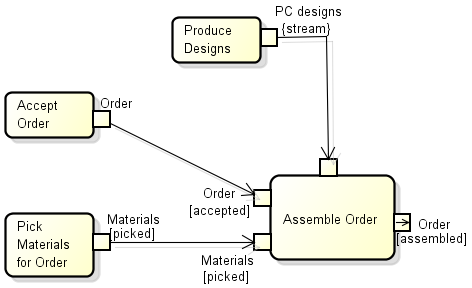 PC designs
{stream}
Produce
Designs
Accept
Order
Order
Order
[accepted]
Assemble Order
Order
[assembled]
Pick
Materials
for Order
Materials
[picked]
Materials
[picked]